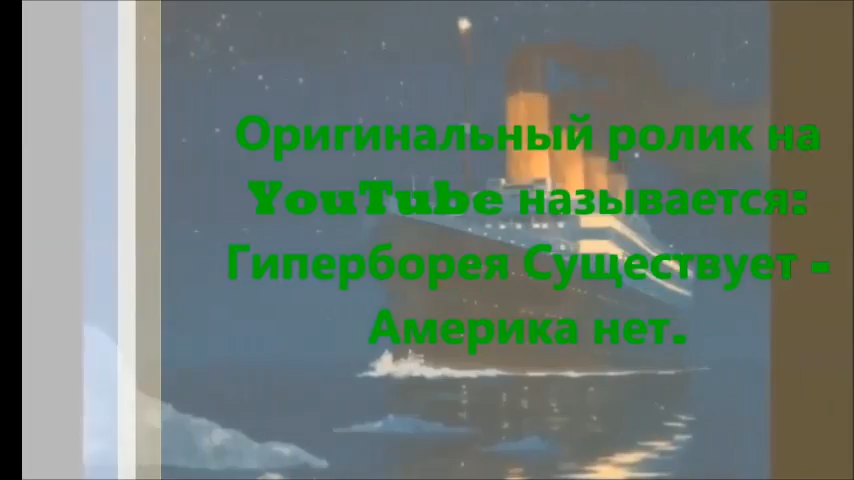 Оригинальный ролик на
YouTube называется:
Гиперборея Существует -
Америка нет.